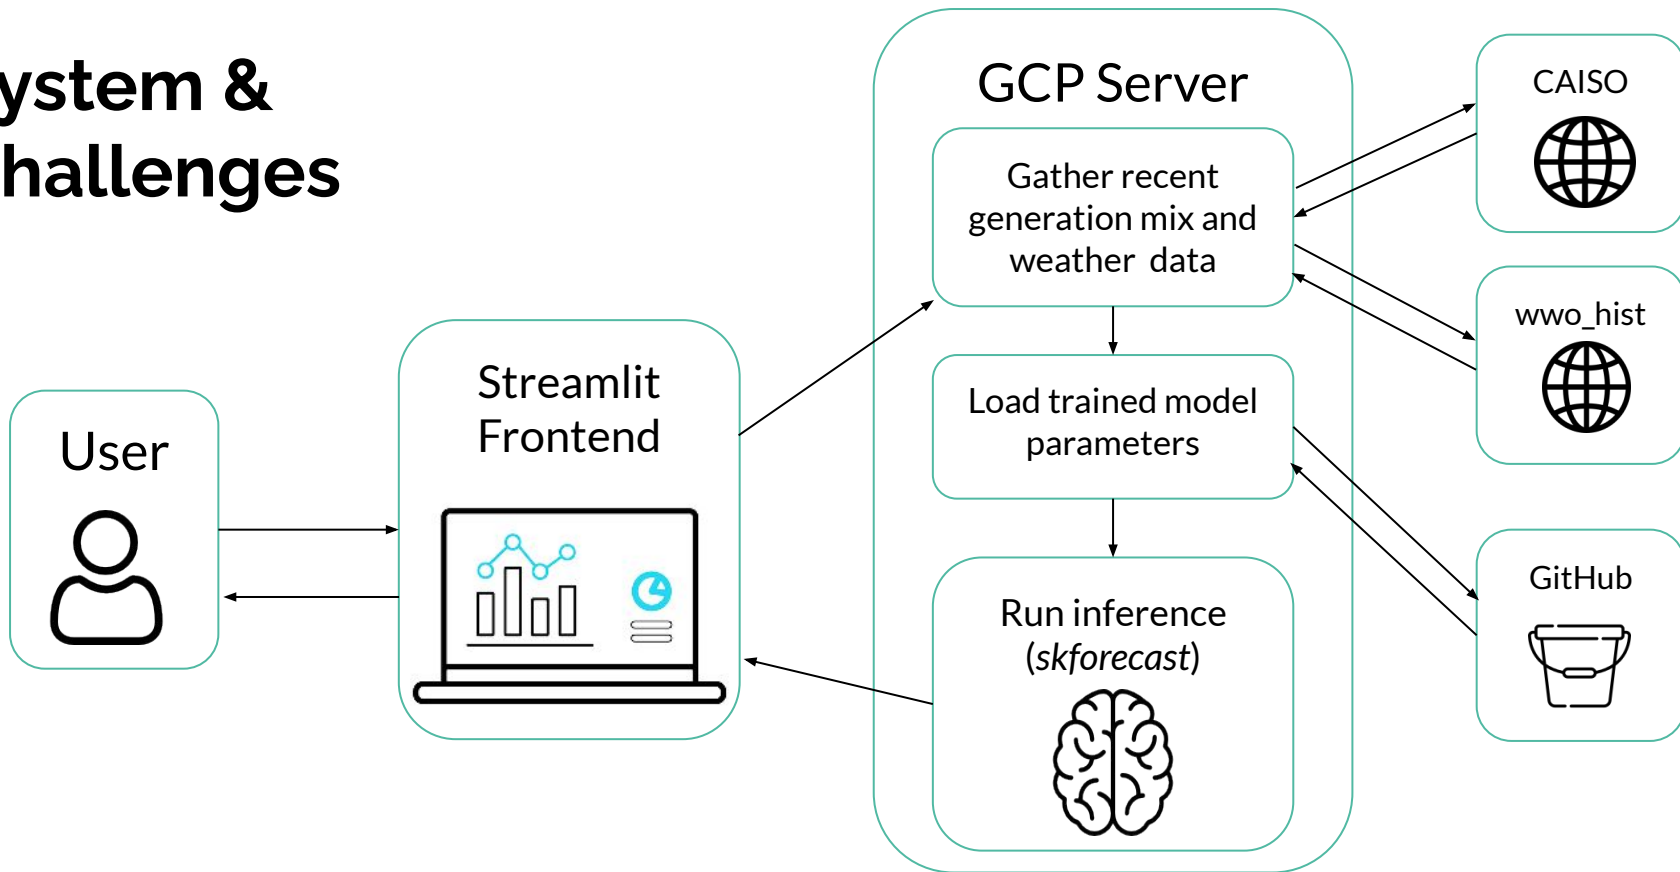 ystem &
hallenges
User
Streamlit
Frontend
GCP Server
Gather recent
generation mix and
weather data
Load trained model
parameters
Run inference
(skforecast)
CAISO
wwo_hist
GitHub